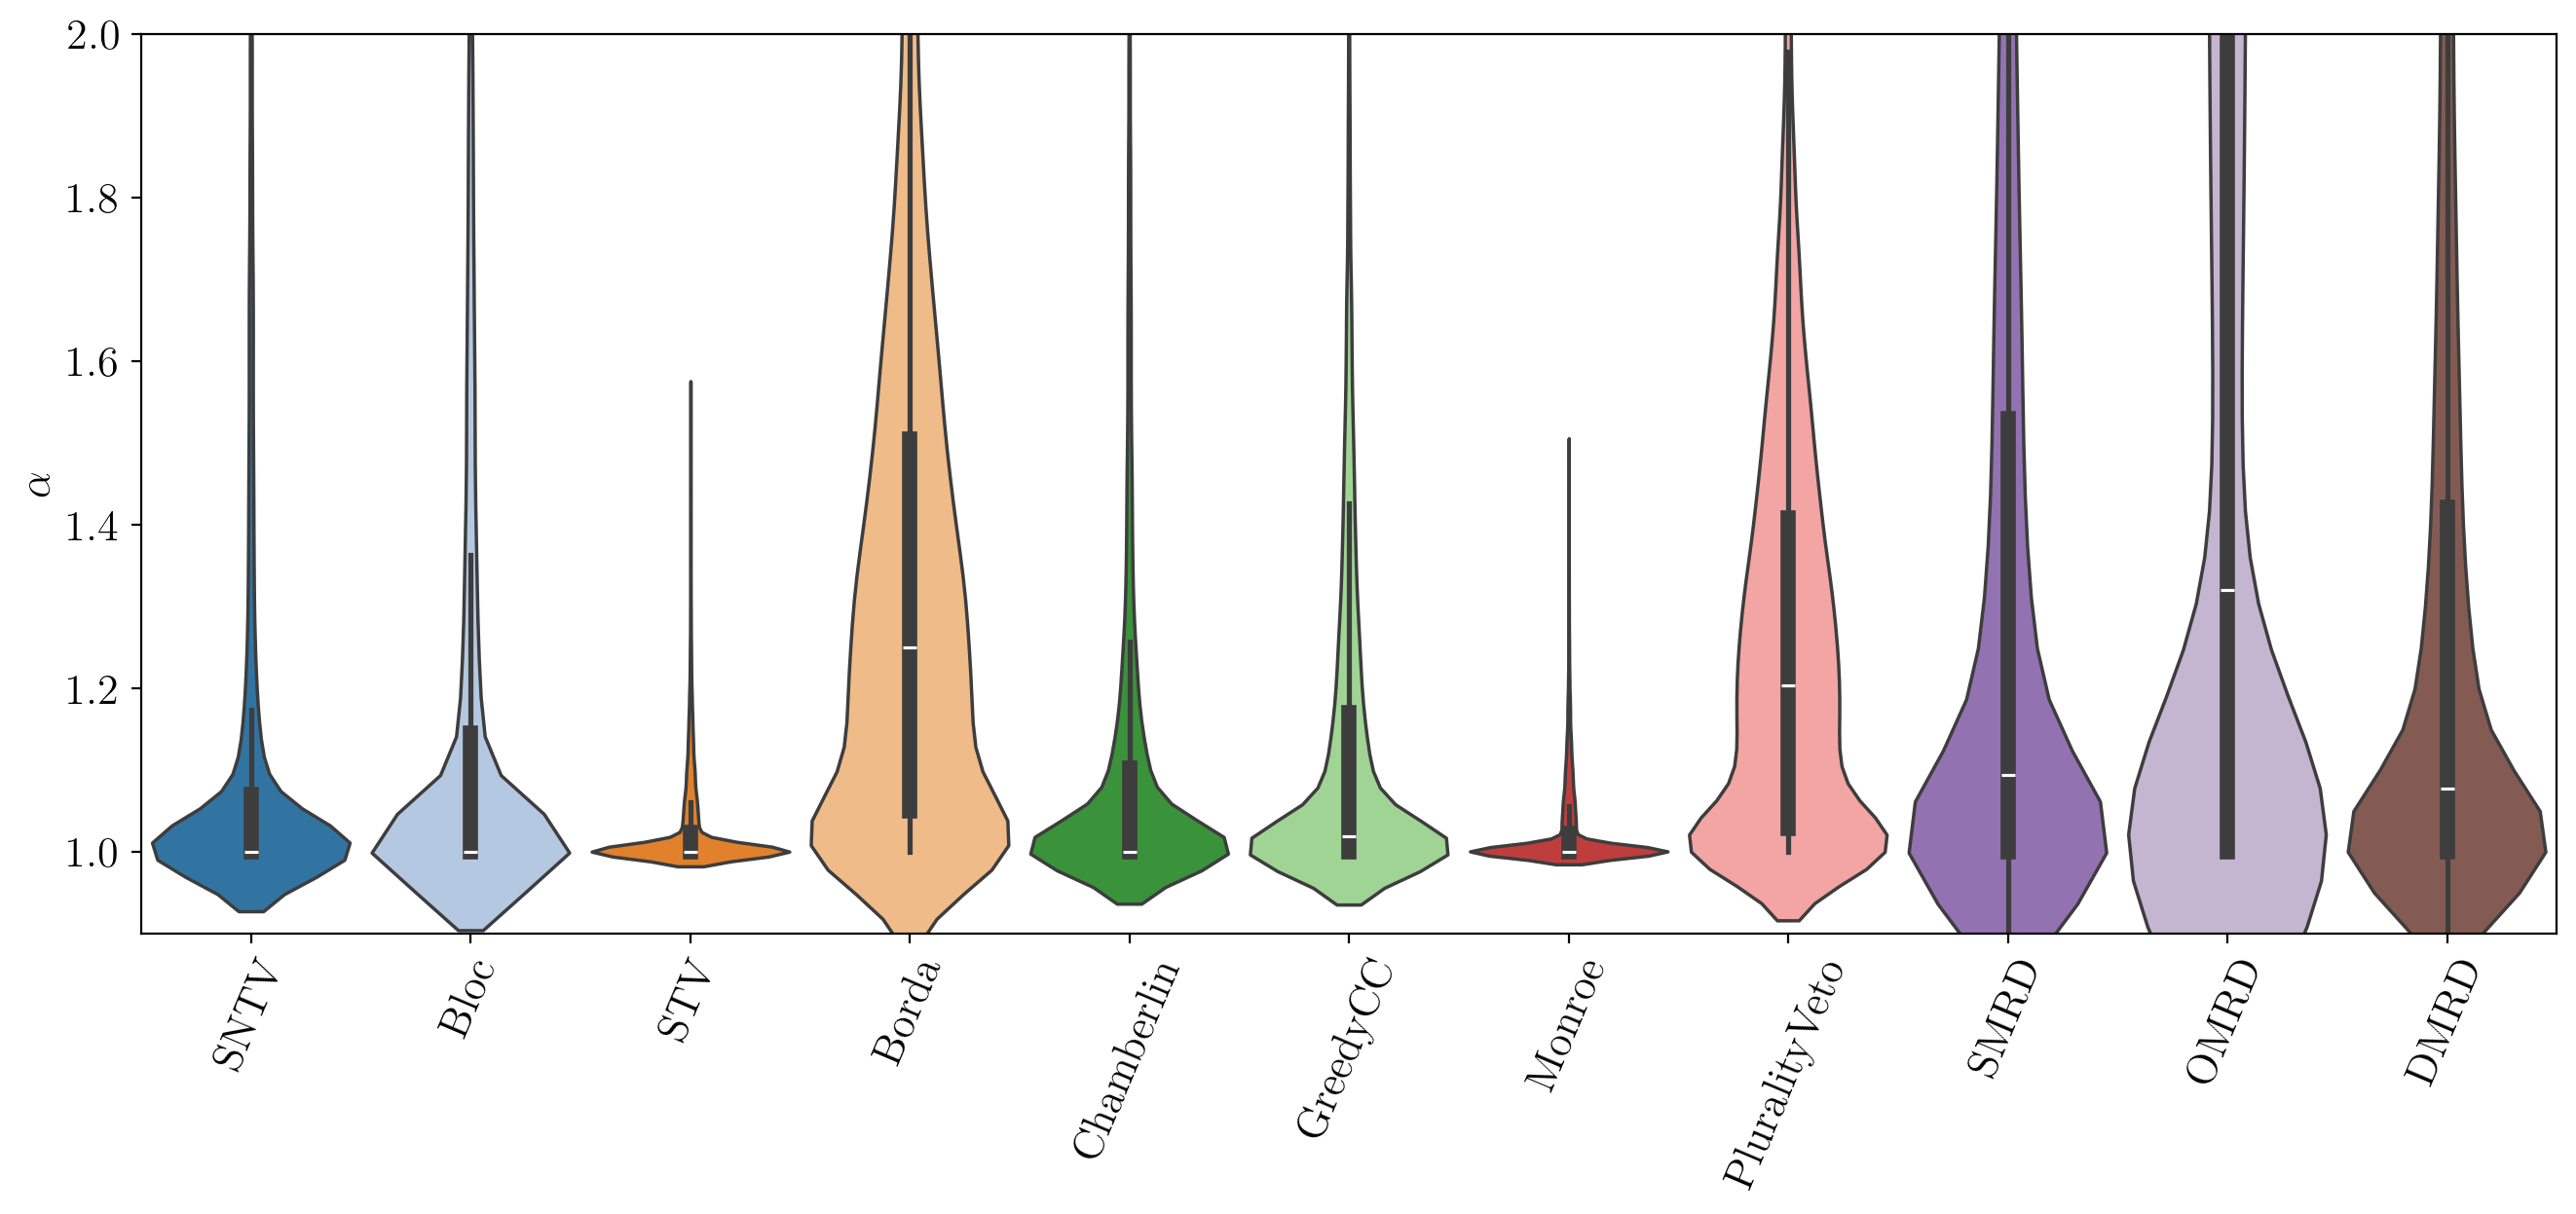 2.0
1.8
1.6
1.4
1.2
1.0
α
SNTV
Bloc
STV
Borda
Chamberlin
GreedyCC
Monroe
PluralityVeto
SMRD
OMRD
DMRD